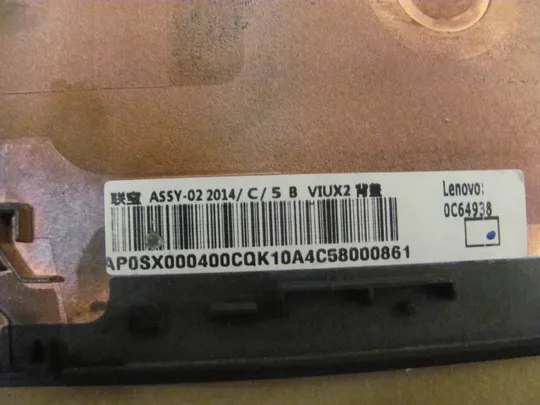 联宝 ASSY-02 2014/ C / 5 B VIUX2 背盖
Lenovo:
0C64938
AP0SX000400CQK10A4C58000861